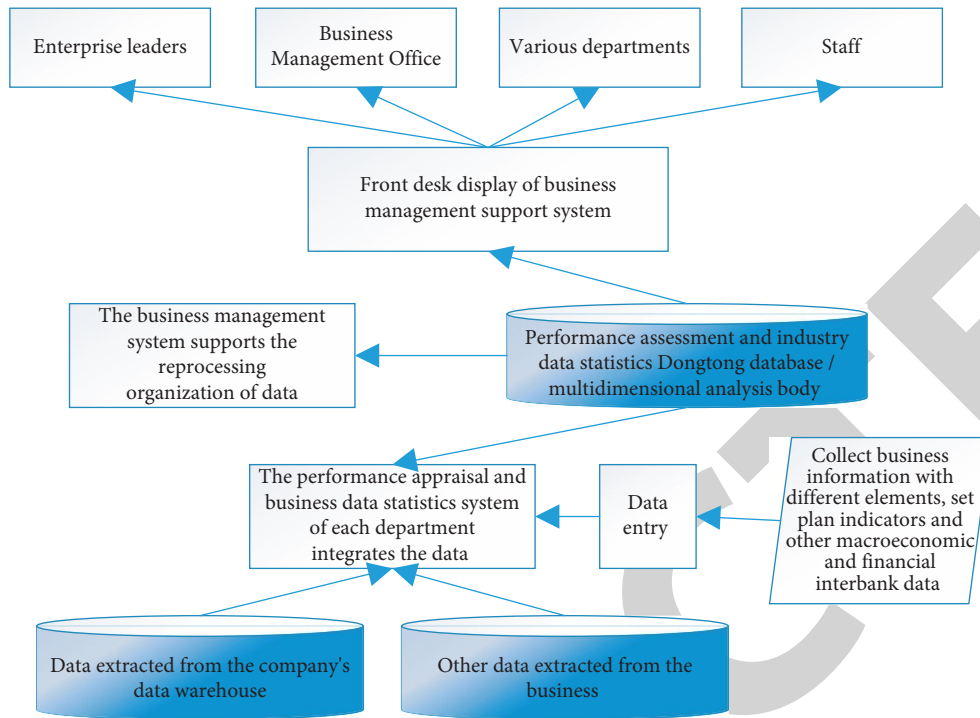 Enterprise leaders
Business
Management Office
Various departments
Staff
Front desk display of business
management support system
The business management
system supports the
reprocessing
organization of data
Performance assessment and industry
data statistics Dongtong database /
multidimensional analysis body
The performance appraisal and
business data statistics system
of each department
integrates the data
Data
entry
Collect business
information with
different elements, set
plan indicators and
other macroeconomic
and financial
interbank data
Data extracted from the company's
data warehouse
Other data extracted from the
business